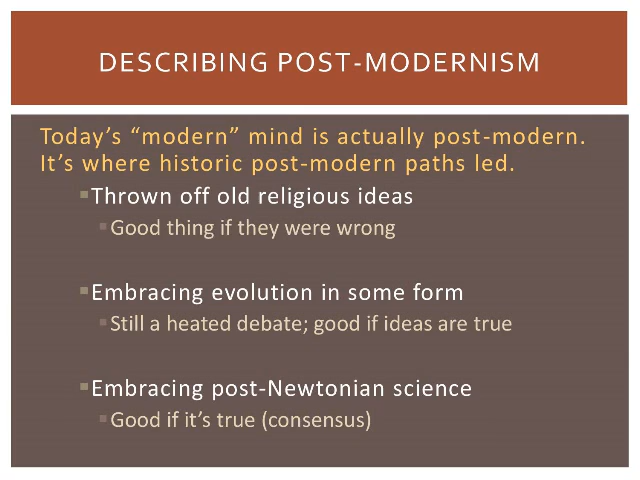 DESCRIBING POST-MODERNISM
Today's “modern” mind is actually post-modern.
It's where historic post-modern paths led.
Thrown off old religious ideas
Good thing if they were wrong
Embracing evolution in some form
Still a heated debate; good if ideas are true
Embracing post-Newtonian science
Good if it's true (consensus)